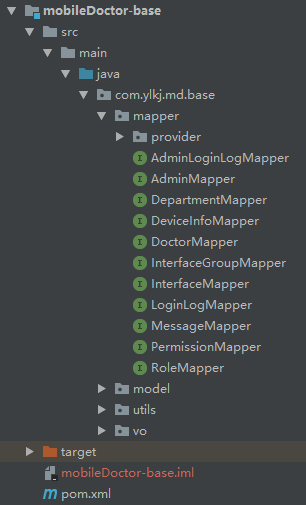 mobileDoctor-base
src
main
java
com.ylkj.md.base
mapper
provider
AdminLoginLogMapper
AdminMapper
DepartmentMapper
DeviceInfoMapper
DoctorMapper
InterfaceGroupMapper
InterfaceMapper
LoginLogMapper
MessageMapper
PermissionMapper
RoleMapper
model
utils
vo
target
mobileDoctor-base.iml
pom.xml